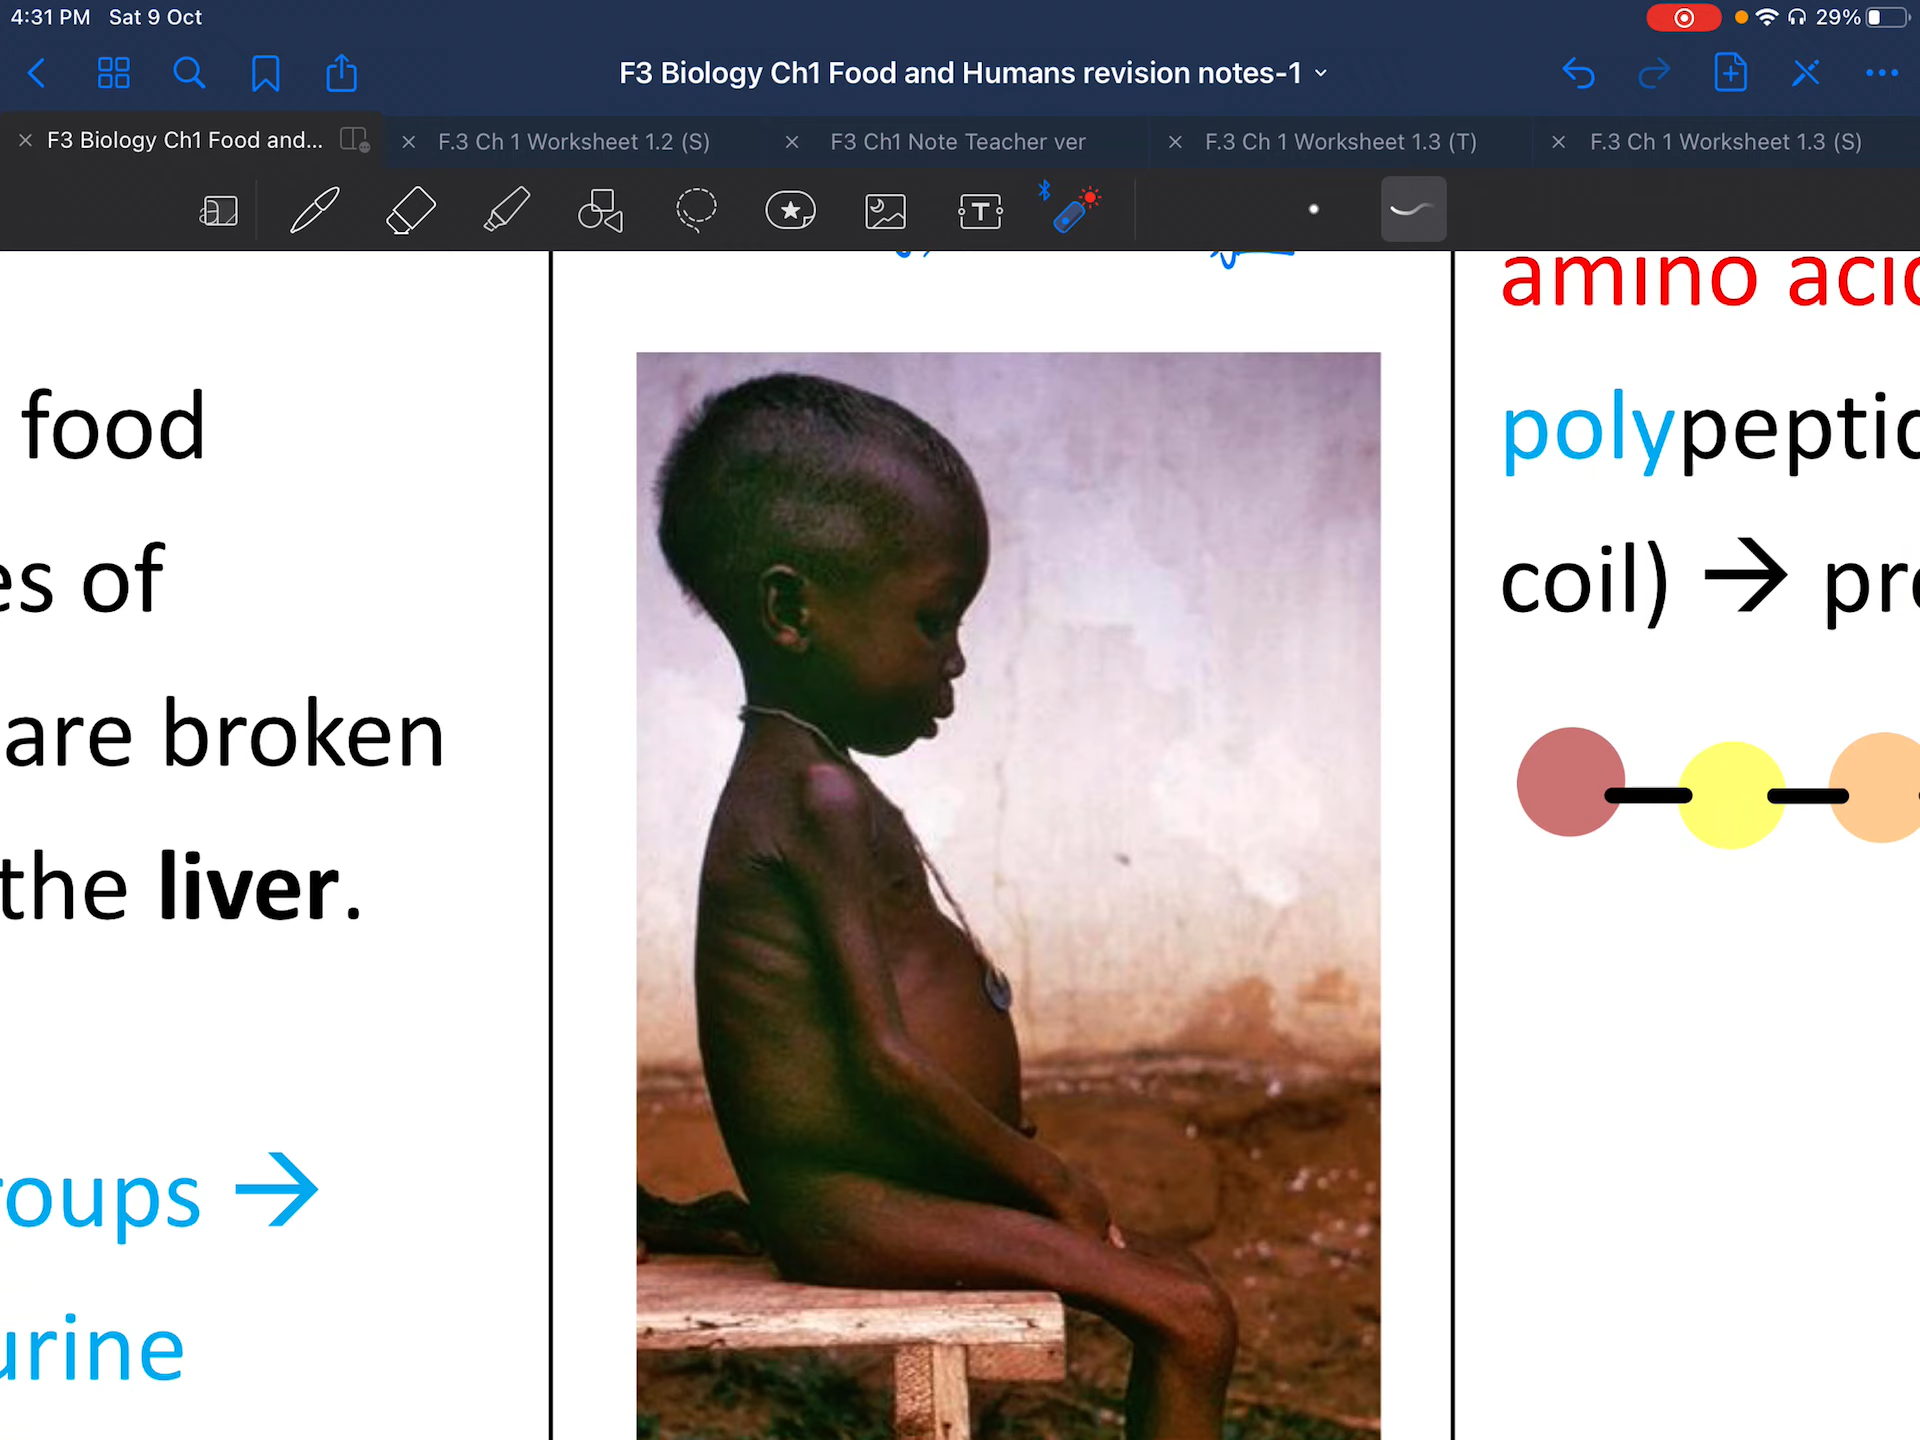 4:31 PM Sat 9 Oct
29%
F3 Biology Ch1 Food and Humans revision notes-1
F3 Biology Ch1 Food and...
F.3 Ch 1 Worksheet 1.2 (S)
F3 Ch1 Note Teacher ver
F.3 Ch 1 Worksheet 1.3 (T)
F.3 Ch 1 Worksheet 1.3 (S)
T
food
es of
are broken
the liver.
roups →
urine
amino acid
polypeptid
coil) → pro